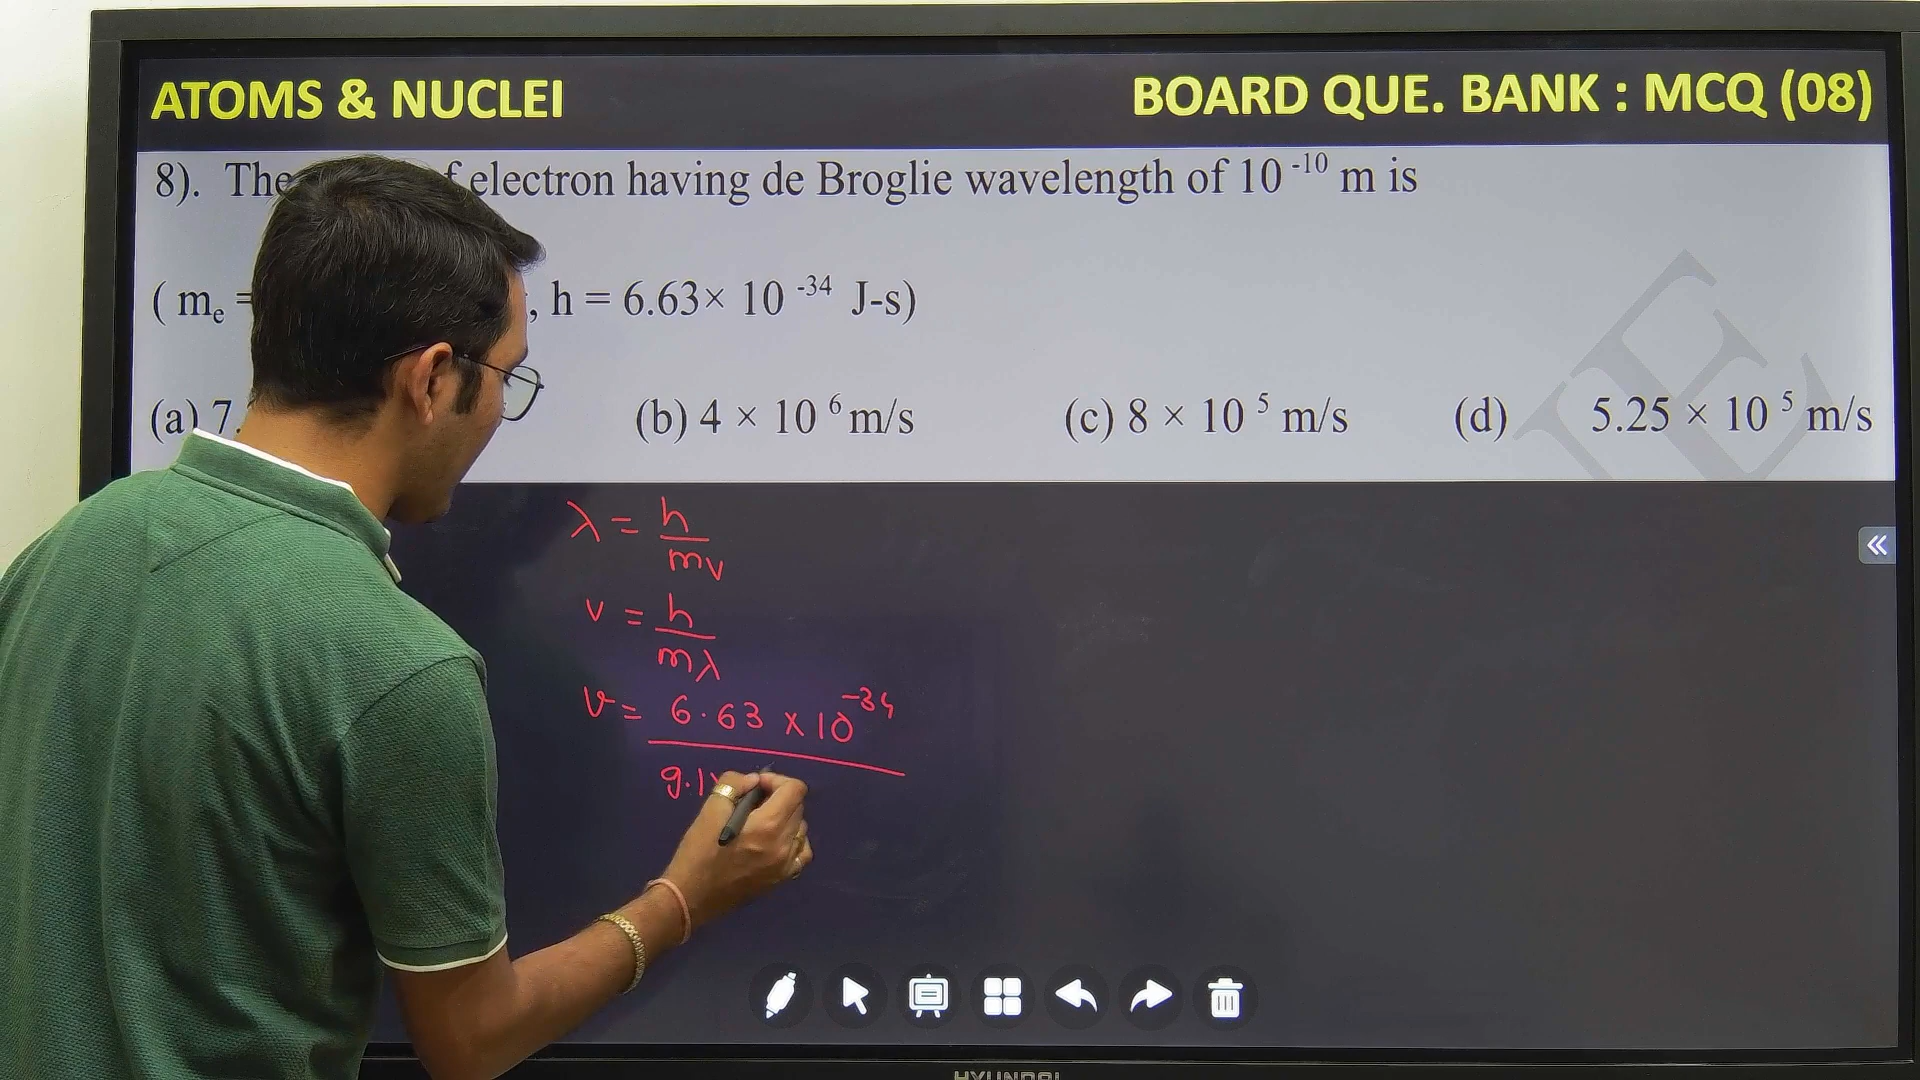 ATOMS & NUCLEI
BOARD QUE. BANK : MCQ (08)
8). The f electron having de Broglie wavelength of 10 -10 m is
( me = , h = 6.63× 10 -34 J-s)
(a) 7. (b) 4 × 10 6 m/s (c) 8 × 10 5 m/s (d) 5.25 × 10 5 m/s
λ = h
mv
v = h
mλ
v = 6.63 × 10 -34
9.1×
E
HYUNDAI